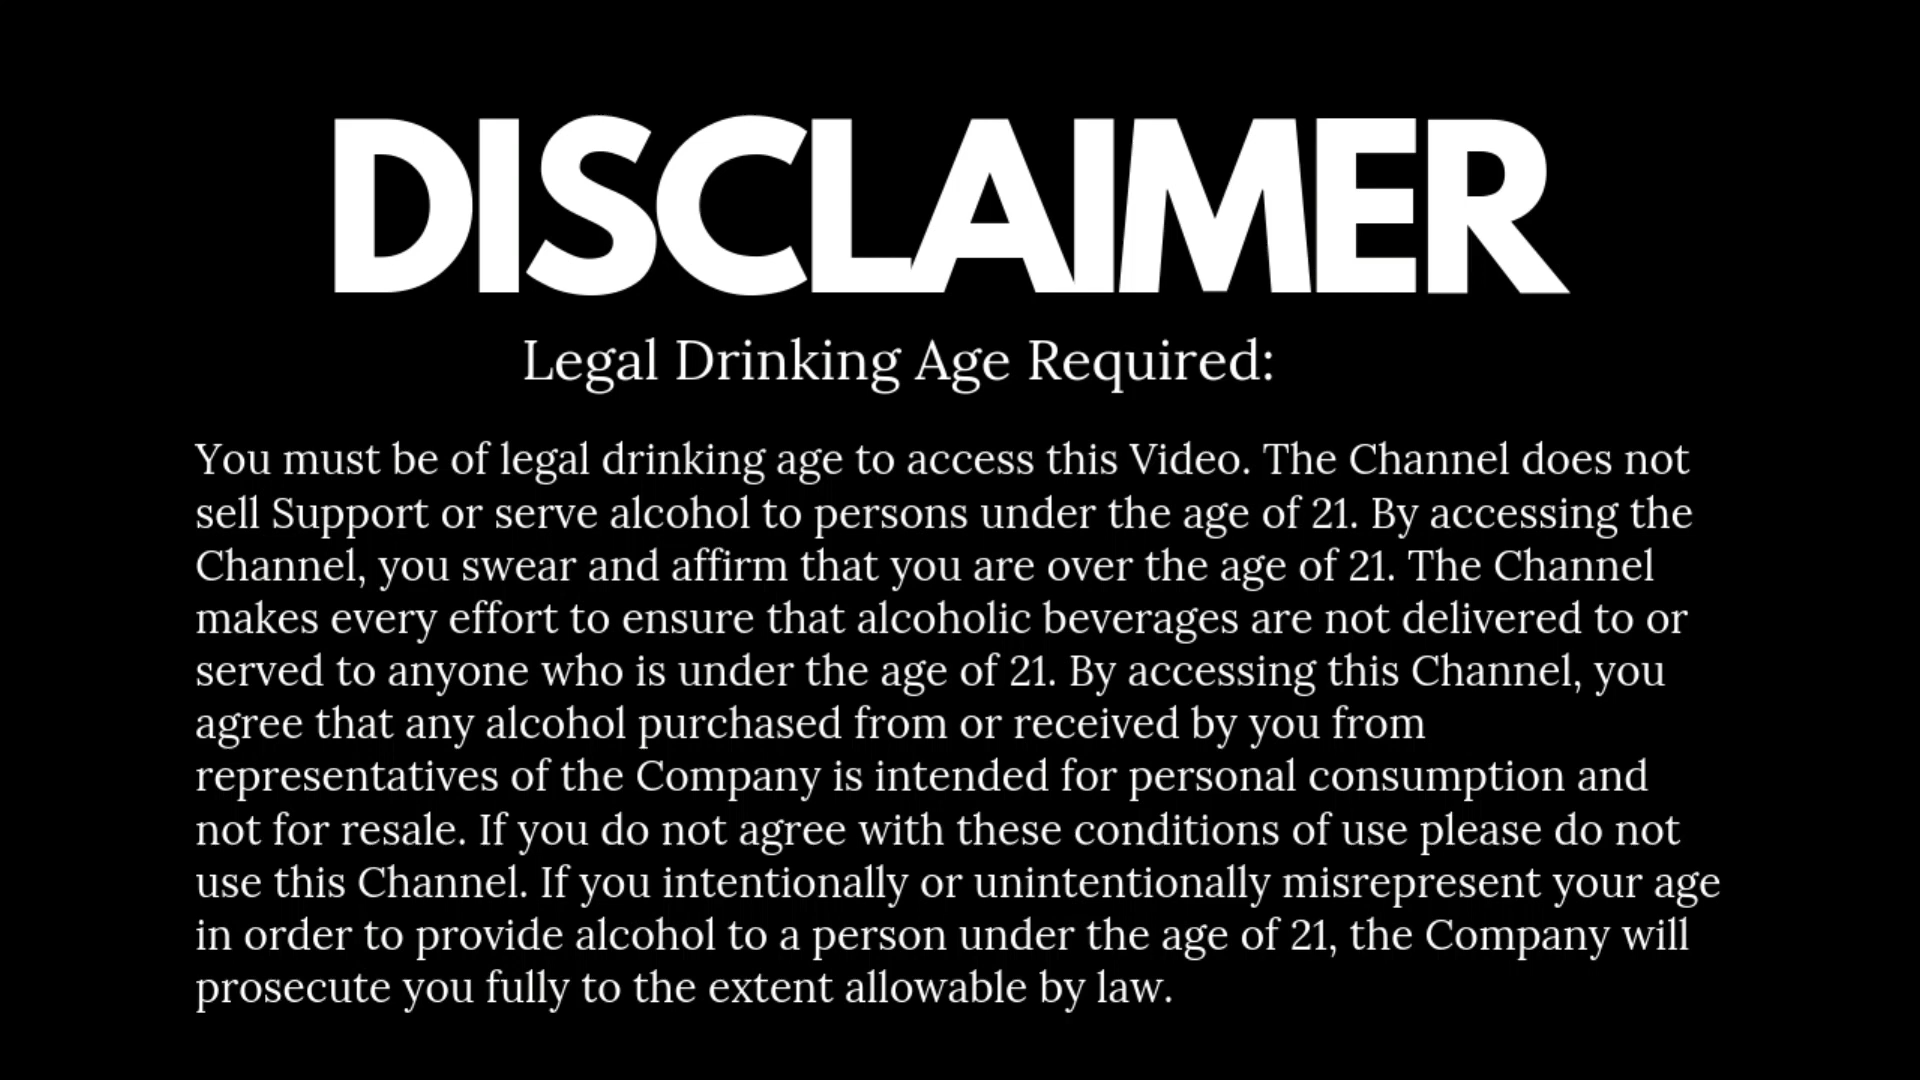 DISCLAIMER
Legal Drinking Age Required:
You must be of legal drinking age to access this Video. The Channel does not
sell Support or serve alcohol to persons under the age of 21. By accessing the
Channel, you swear and affirm that you are over the age of 21. The Channel
makes every effort to ensure that alcoholic beverages are not delivered to or
served to anyone who is under the age of 21. By accessing this Channel, you
agree that any alcohol purchased from or received by you from
representatives of the Company is intended for personal consumption and
not for resale. If you do not agree with these conditions of use please do not
use this Channel. If you intentionally or unintentionally misrepresent your age
in order to provide alcohol to a person under the age of 21, the Company will
prosecute you fully to the extent allowable by law.